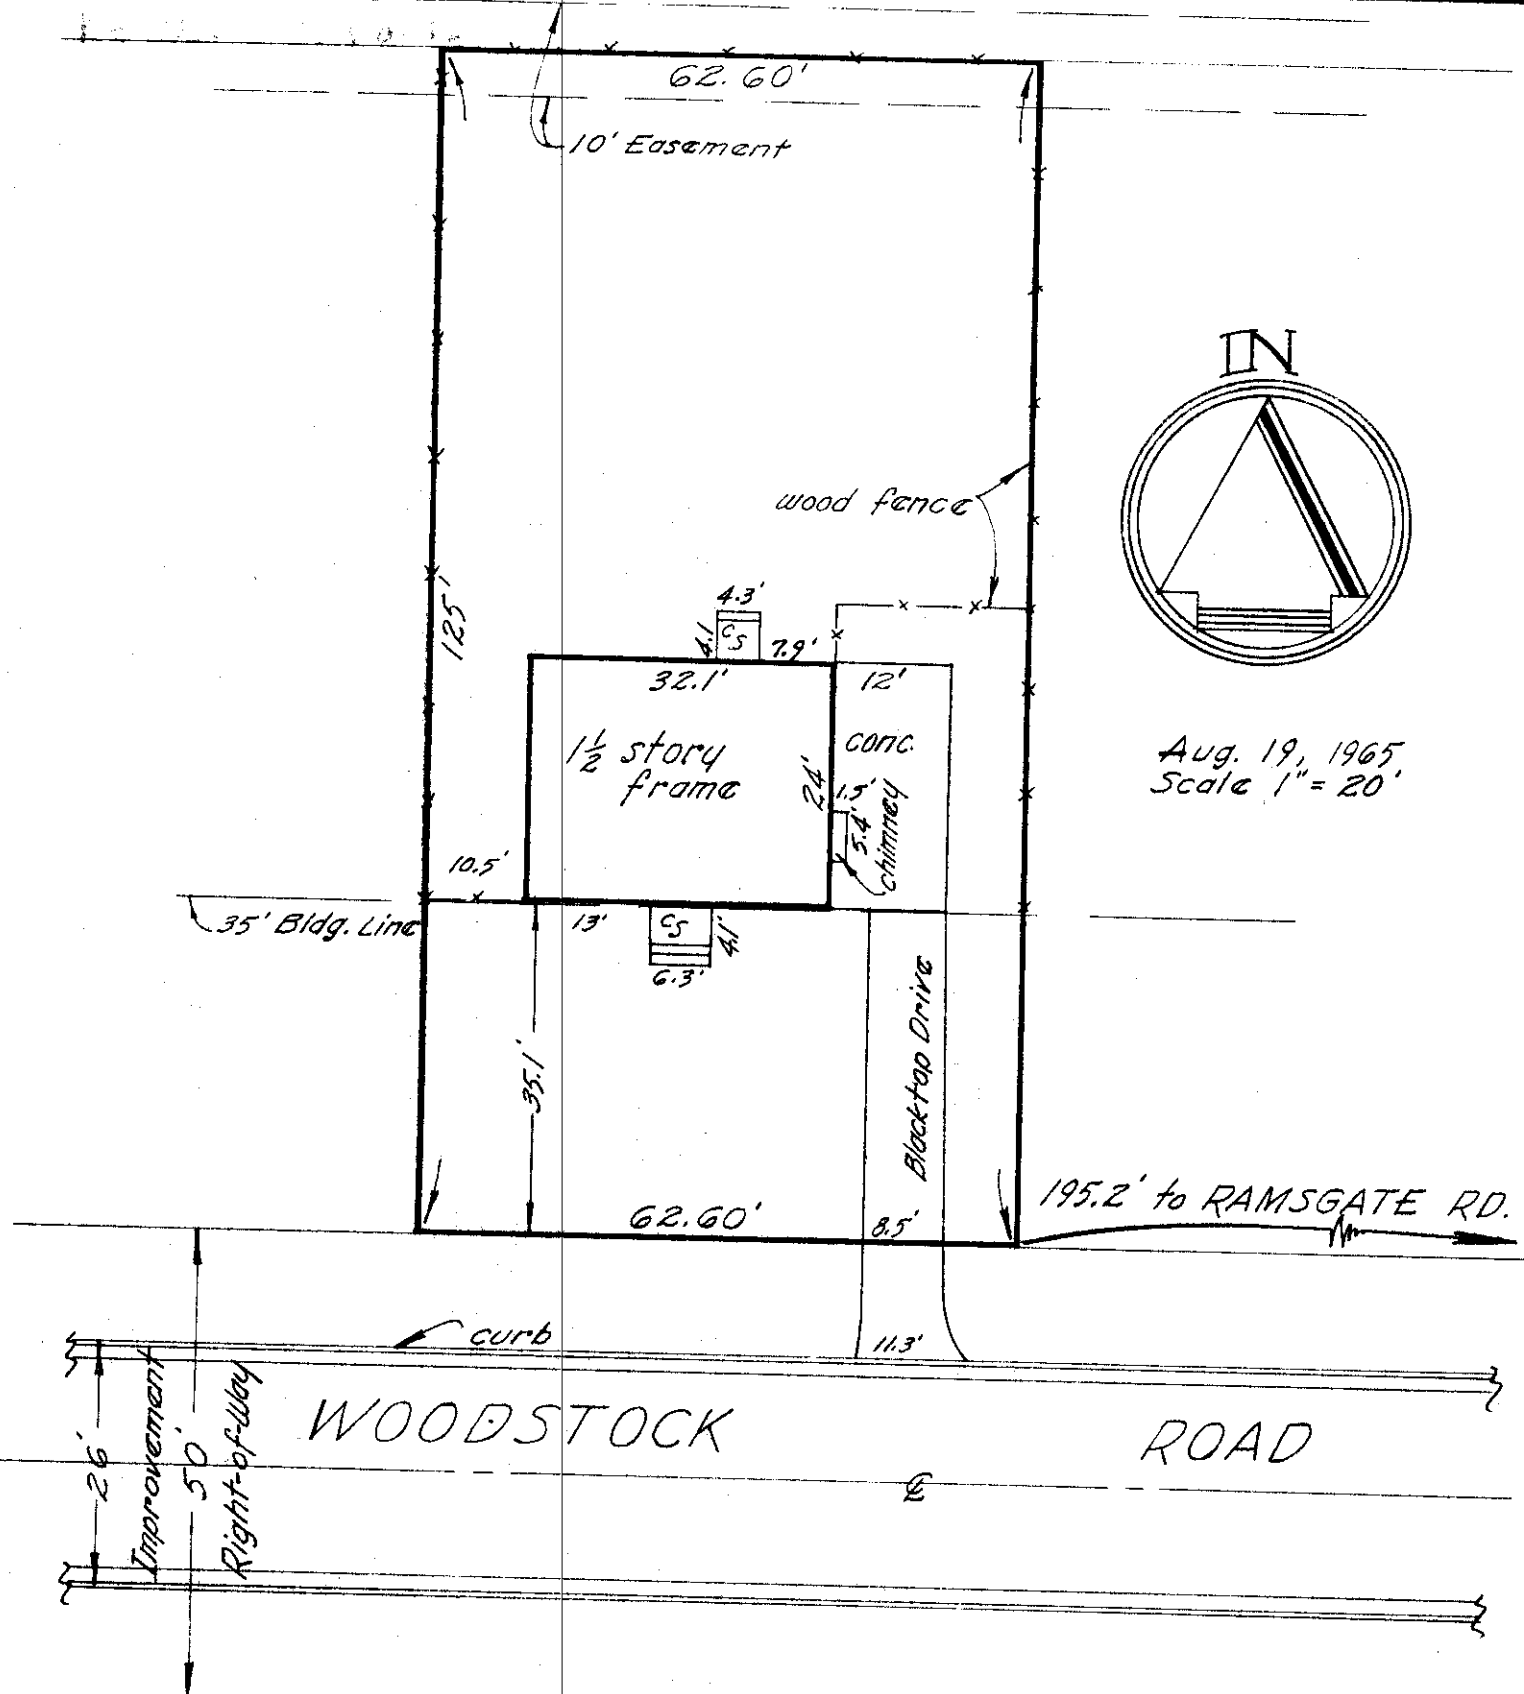 62.60'
10' Easement
N
wood fence
125'
4.3'
4.1
CS
7.9'
32.1'
12'
1½ story
frame
conc.
24'
1.5'
5.4'
chimney
Aug. 19, 1965
Scale 1" = 20'
10.5'
35' Bldg. Line
13'
CS
4.1'
6.3'
35.1'
Blacktop Drive
62.60'
8.5'
195.2' to RAMSGATE RD.
curb
11.3'
WOODSTOCK ROAD
26'
Improvement
50'
Right-of-Way